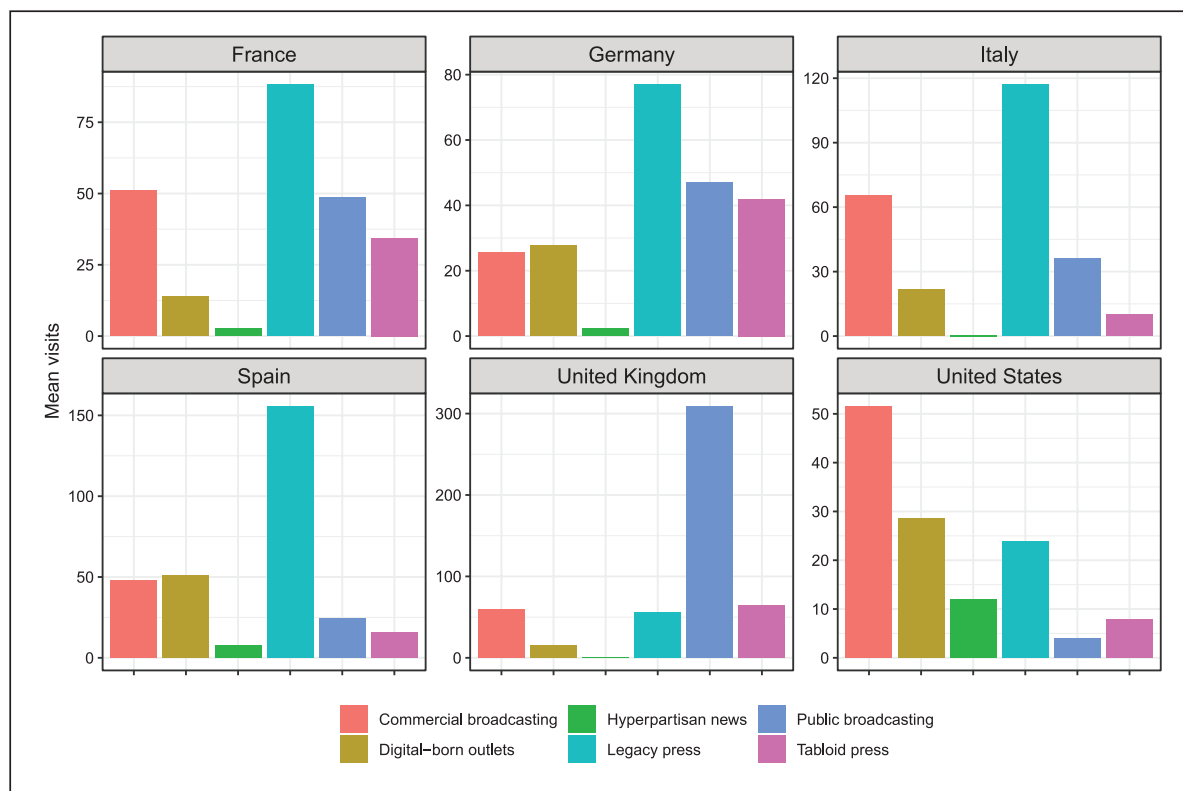 France
Germany
Italy
75
50
25
0
80
60
40
20
0
120
90
60
30
0
Mean visits
Spain
United Kingdom
United States
150
100
50
0
300
200
100
0
50
40
30
20
10
0
Commercial broadcasting
Hyperpartisan news
Public broadcasting
Digital−born outlets
Legacy press
Tabloid press